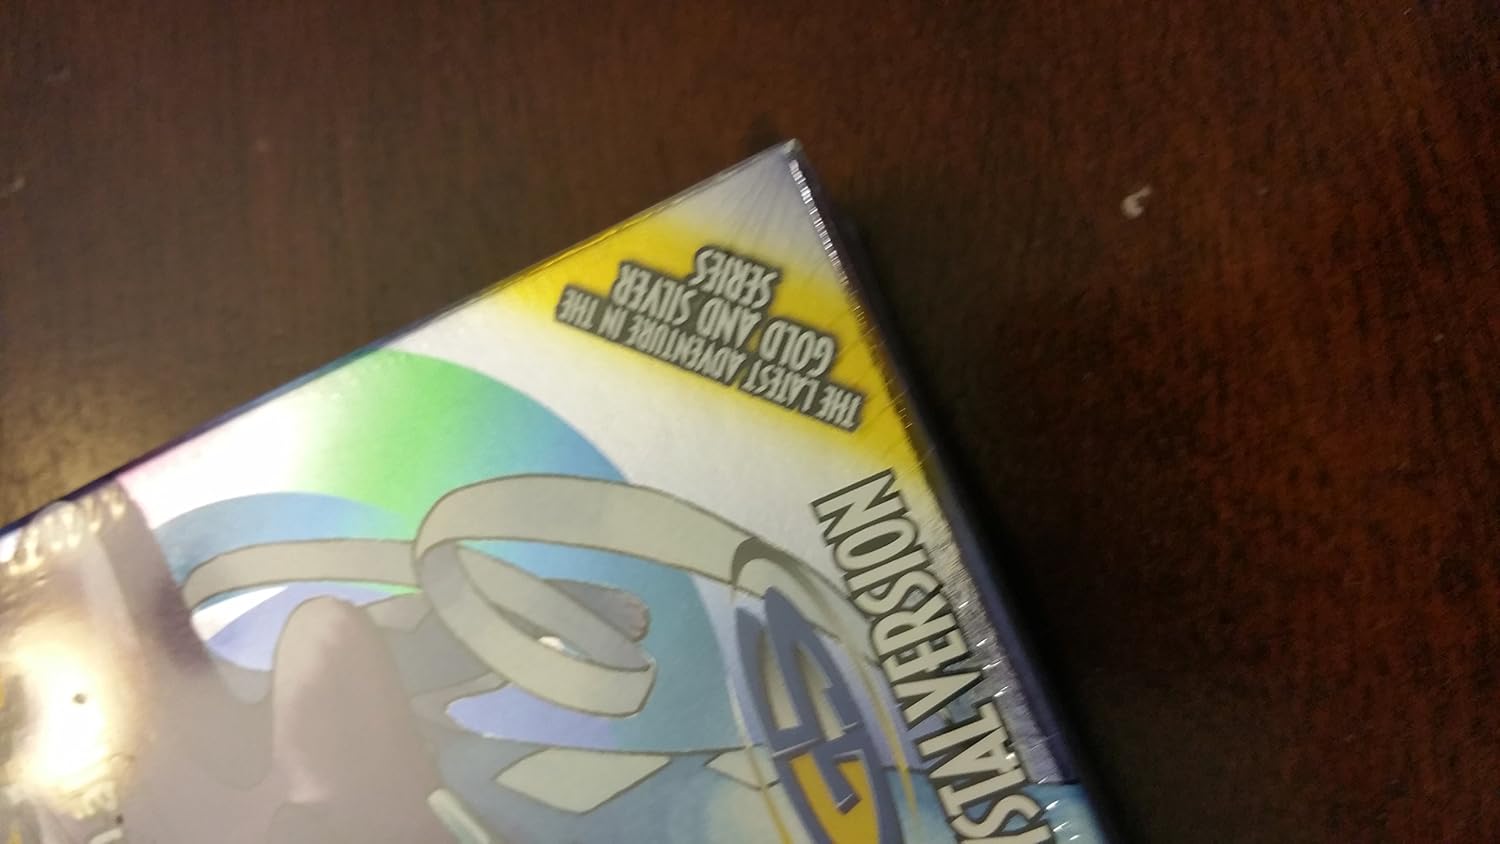 THE LATEST ADVENTURE IN THE
GOLD AND SILVER
SERIES
STAL VERSION